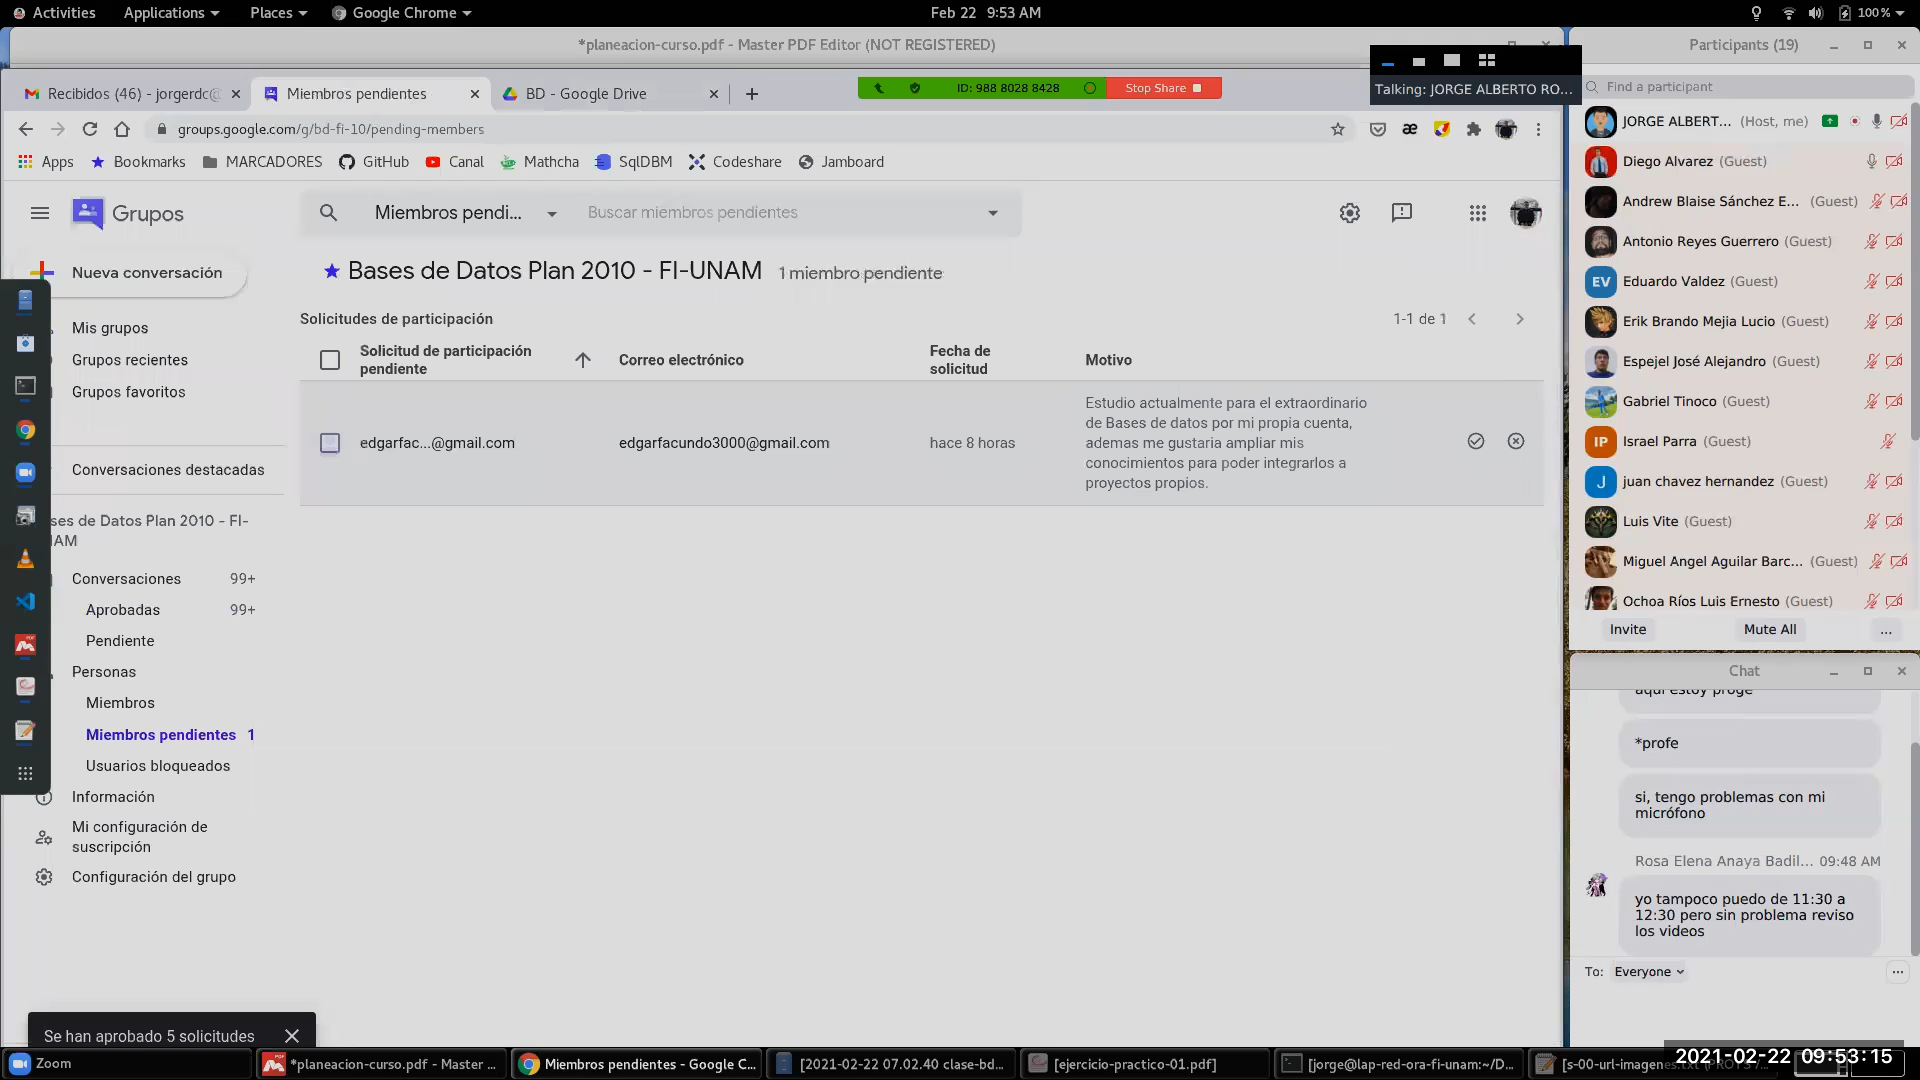 Activities
Applications
Places
Google Chrome
Feb 22 9:53 AM
100%
*planeacion-curso.pdf - Master PDF Editor (NOT REGISTERED)
Participants (19)
Recibidos (46) - jorgerdc@
Miembros pendientes
BD - Google Drive
ID: 988 8028 8428
Stop Share
Talking: JORGE ALBERTO RO...
groups.google.com/g/bd-fi-10/pending-members
Apps
Bookmarks
MARCADORES
GitHub
Canal
Mathcha
SqlDBM
Codeshare
Jamboard
Grupos
Miembros pendi...
Buscar miembros pendientes
Nueva conversación
Mis grupos
Grupos recientes
Grupos favoritos
Conversaciones destacadas
ses de Datos Plan 2010 - FI-
IAM
Conversaciones 99+
Aprobadas 99+
Pendiente
Personas
Miembros
Miembros pendientes 1
Usuarios bloqueados
Información
Mi configuración de
suscripción
Configuración del grupo
Bases de Datos Plan 2010 - FI-UNAM 1 miembro pendiente
Solicitudes de participación
1-1 de 1
Solicitud de participación
pendiente
Correo electrónico
Fecha de
solicitud
Motivo
edgarfac...@gmail.com
edgarfacundo3000@gmail.com
hace 8 horas
Estudio actualmente para el extraordinario
de Bases de datos por mi propia cuenta,
ademas me gustaria ampliar mis
conocimientos para poder integrarlos a
proyectos propios.
Se han aprobado 5 solicitudes
Find a participant
JORGE ALBERT... (Host, me)
Diego Alvarez (Guest)
Andrew Blaise Sánchez E... (Guest)
Antonio Reyes Guerrero (Guest)
EV Eduardo Valdez (Guest)
Erik Brando Mejia Lucio (Guest)
Espejel José Alejandro (Guest)
Gabriel Tinoco (Guest)
IP Israel Parra (Guest)
J juan chavez hernandez (Guest)
Luis Vite (Guest)
Miguel Angel Aguilar Barc... (Guest)
Ochoa Ríos Luis Ernesto (Guest)
Invite
Mute All
...
Chat
aqui estoy proge
*profe
si, tengo problemas con mi
micrófono
Rosa Elena Anaya Badil... 09:48 AM
yo tampoco puedo de 11:30 a
12:30 pero sin problema reviso
los videos
To: Everyone
Zoom
*planeacion-curso.pdf - Master ...
Miembros pendientes - Google C...
[2021-02-22 07.02.40 clase-bd...
[ejercicio-practico-01.pdf]
[jorge@lap-red-ora-fi-unam:~/D...
[s-00-url-imagenes.txt
2021-02-22 09:53:15